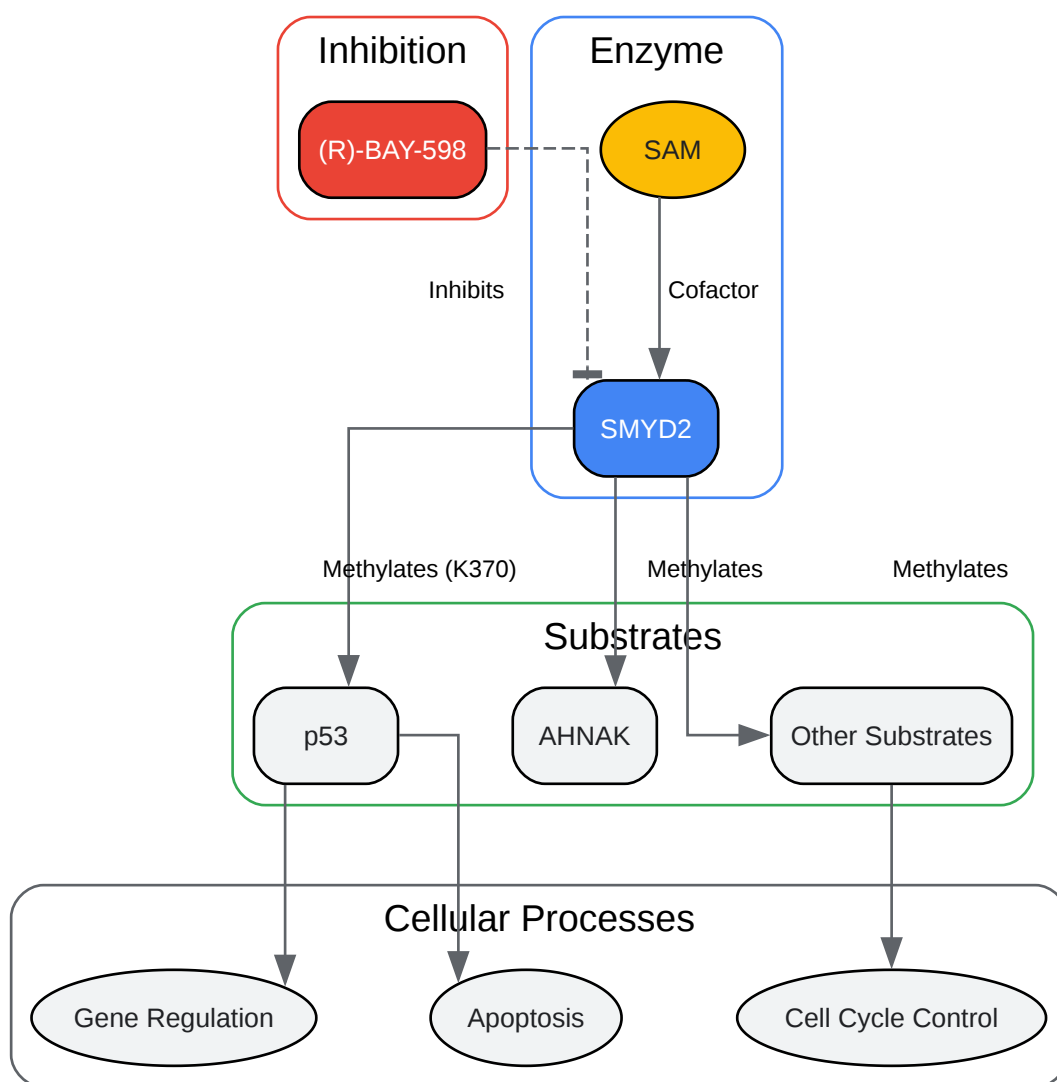 Inhibition
Enzyme
(R)-BAY-598
SAM
Inhibits
Cofactor
SMYD2
Methylates (K370)
Methylates
Methylates
Substrates
p53
AHNAK
Other Substrates
Cellular Processes
Gene Regulation
Apoptosis
Cell Cycle Control